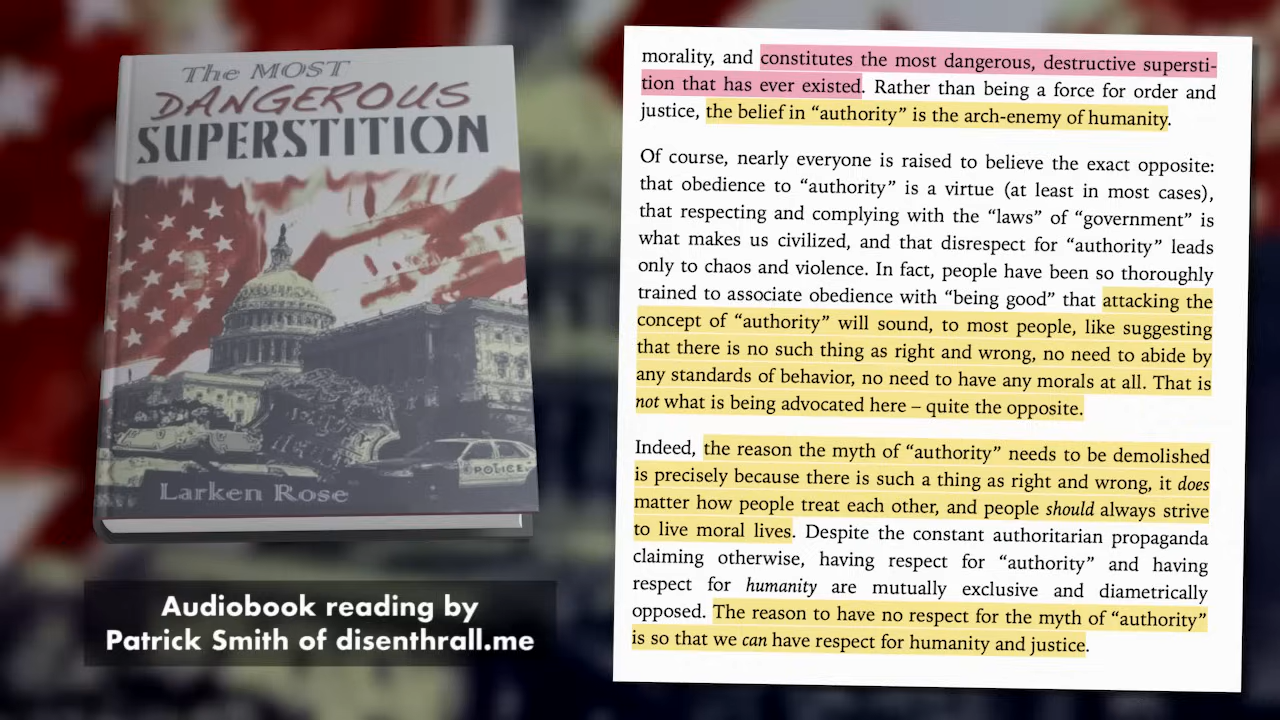 The MOST
DANGEROUS
SUPERSTITION
POLICE
Larken Rose
Audiobook reading by
Patrick Smith of disenthrall.me
morality, and constitutes the most dangerous, destructive supersti-
tion that has ever existed. Rather than being a force for order and
justice, the belief in “authority” is the arch-enemy of humanity.
Of course, nearly everyone is raised to believe the exact opposite:
that obedience to “authority” is a virtue (at least in most cases),
that respecting and complying with the “laws” of “government” is
what makes us civilized, and that disrespect for “authority” leads
only to chaos and violence. In fact, people have been so thoroughly
trained to associate obedience with “being good” that attacking the
concept of “authority” will sound, to most people, like suggesting
that there is no such thing as right and wrong, no need to abide by
any standards of behavior, no need to have any morals at all. That is
not what is being advocated here – quite the opposite.
Indeed, the reason the myth of “authority” needs to be demolished
is precisely because there is such a thing as right and wrong, it does
matter how people treat each other, and people should always strive
to live moral lives. Despite the constant authoritarian propaganda
claiming otherwise, having respect for “authority” and having
respect for humanity are mutually exclusive and diametrically
opposed. The reason to have no respect for the myth of “authority”
is so that we can have respect for humanity and justice.